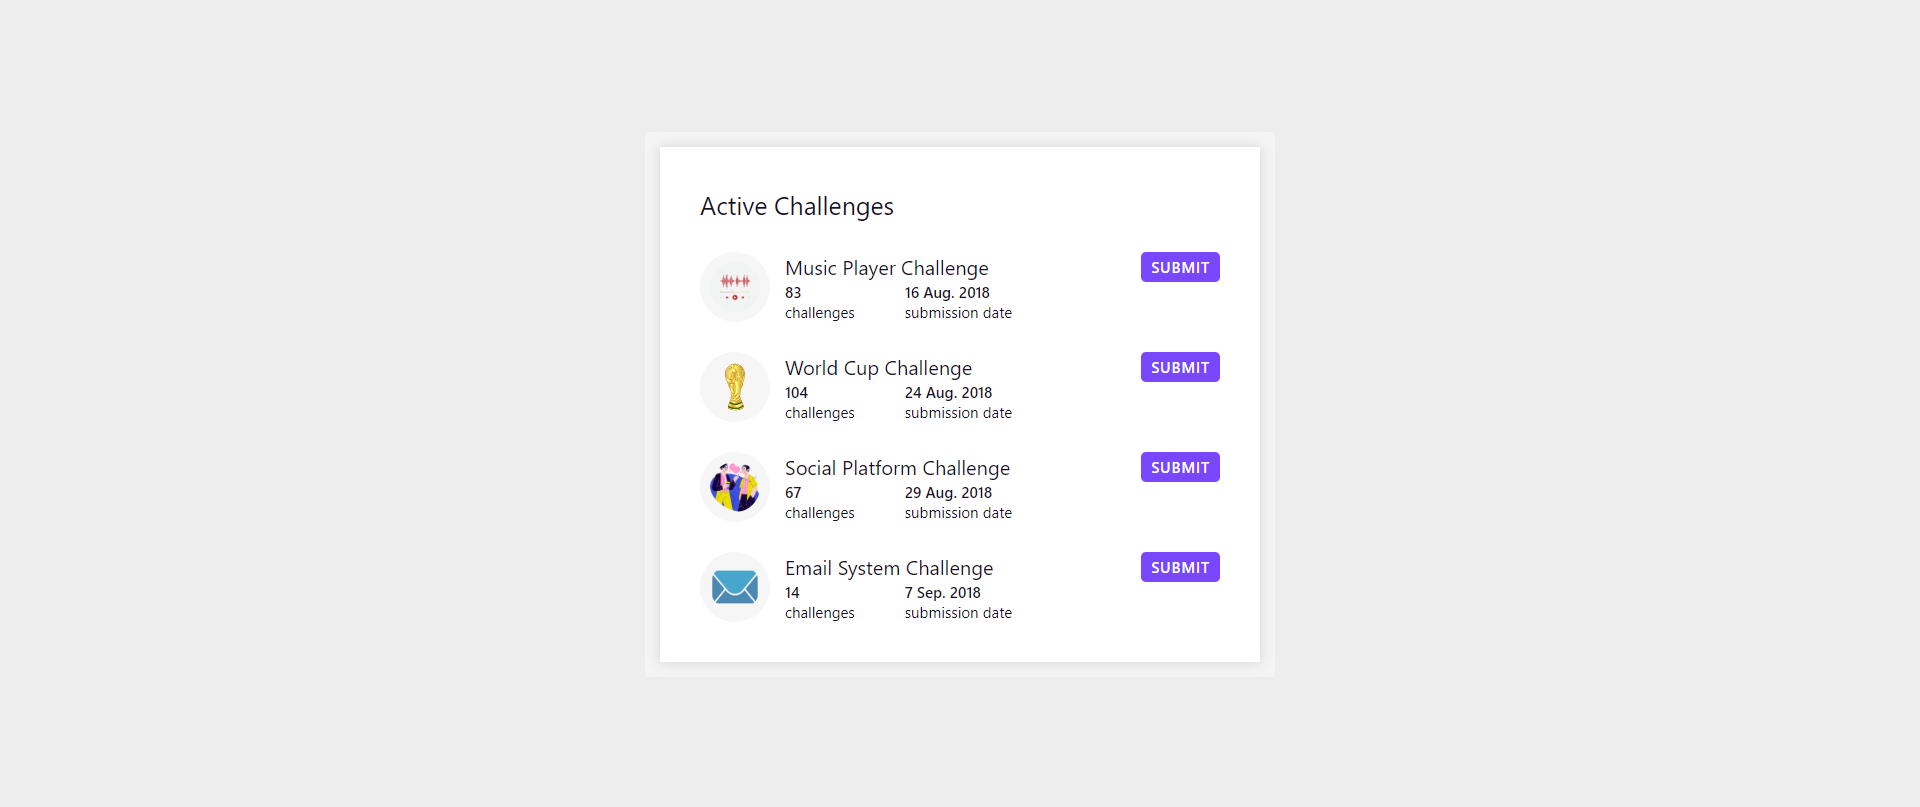 Active Challenges
Music Player Challenge
SUBMIT
83 16 Aug. 2018
challenges submission date
World Cup Challenge
SUBMIT
104 24 Aug. 2018
challenges submission date
Social Platform Challenge
SUBMIT
67 29 Aug. 2018
challenges submission date
Email System Challenge
SUBMIT
14 7 Sep. 2018
challenges submission date